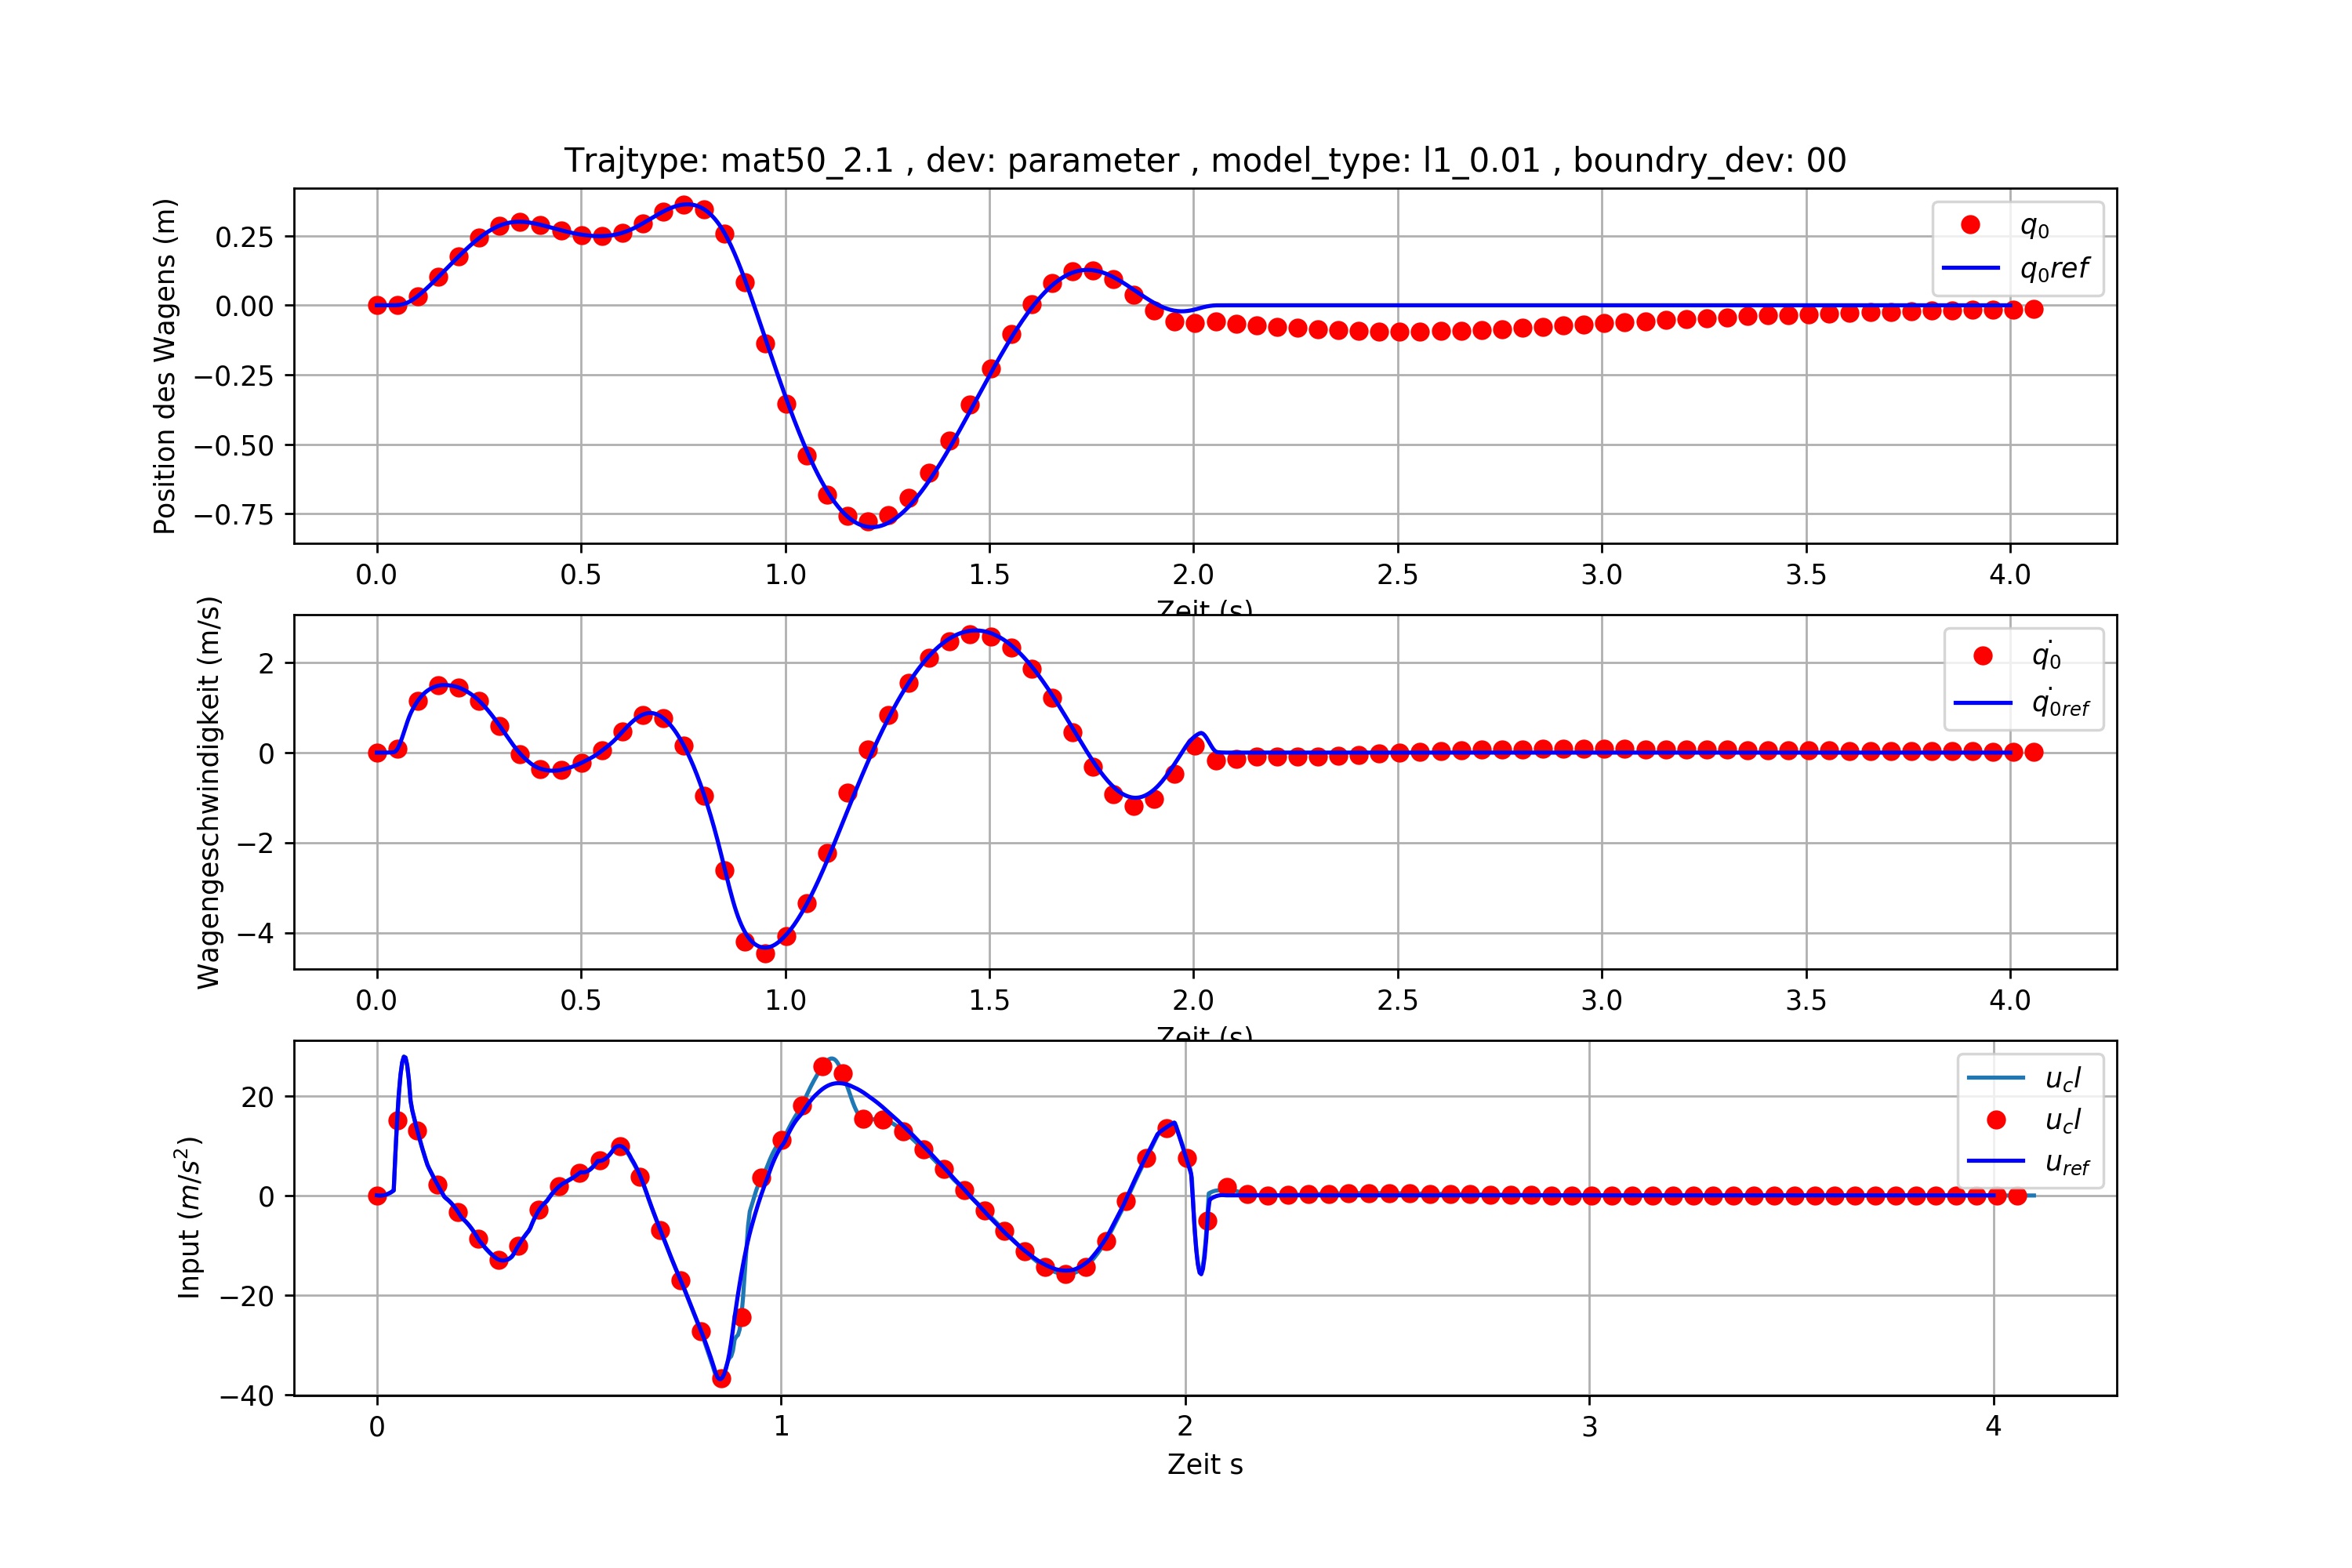 Trajtype: mat50_2.1 , dev: parameter , model_type: l1_0.01 , boundry_dev: 00
Position des Wagens (m)
0.25
0.00
−0.25
−0.50
−0.75
q0
q0ref
0.0 0.5 1.0 1.5 2.0 2.5 3.0 3.5 4.0
Zeit (s)
Wagengeschwindigkeit (m/s)
2
0
−2
−4
q̇0
q̇0ref
0.0 0.5 1.0 1.5 2.0 2.5 3.0 3.5 4.0
Zeit (s)
Input (m/s²)
20
0
−20
−40
ucl
ucl
uref
0 1 2 3 4
Zeit s